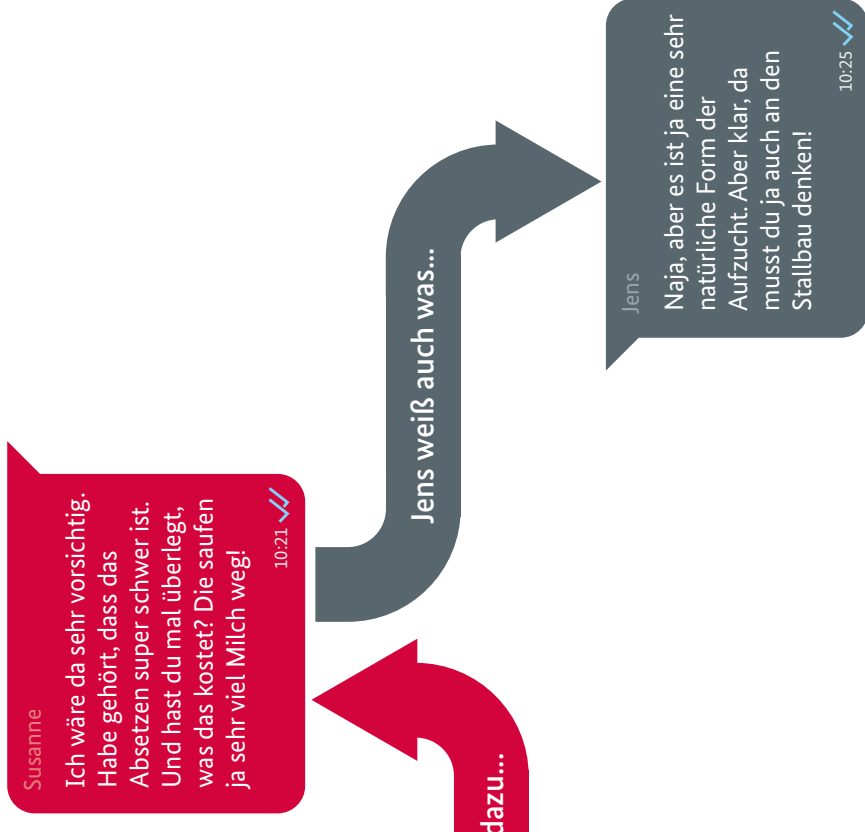 Susanne
Ich wäre da sehr vorsichtig.
Habe gehört, dass das
Absetzen super schwer ist.
Und hast du mal überlegt,
was das kostet? Die saufen
ja sehr viel Milch weg!
10:21
dazu...
Jens weiß auch was...
Jens
Naja, aber es ist ja eine sehr
natürliche Form der
Aufzucht. Aber klar, da
musst du ja auch an den
Stallbau denken!
10:25